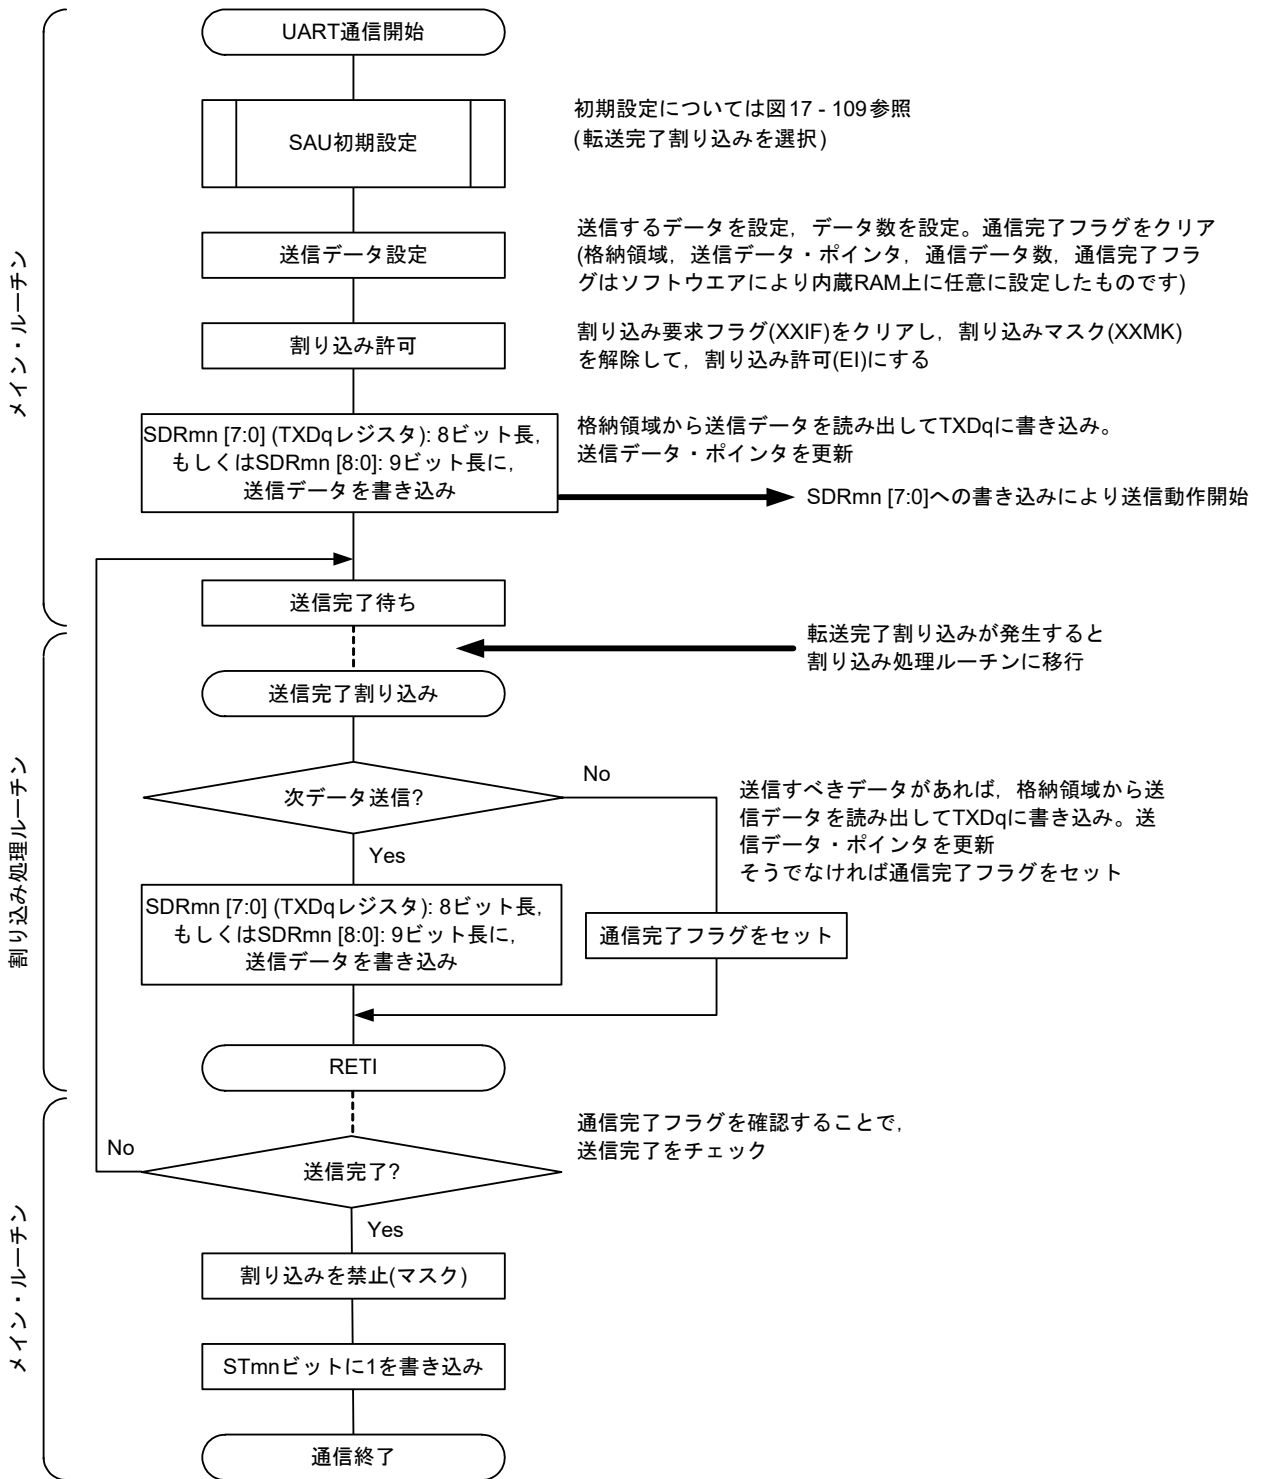 UART通信開始
SAU初期設定
初期設定については図17 - 109参照
(転送完了割り込みを選択)
送信データ設定
送信するデータを設定，データ数を設定。通信完了フラグをクリア
(格納領域，送信データ・ポインタ，通信データ数，通信完了フラ
グはソフトウエアにより内蔵RAM上に任意に設定したものです)
割り込み許可
割り込み要求フラグ(XXIF)をクリアし，割り込みマスク(XXMK)
を解除して，割り込み許可(EI)にする
メイン・ルーチン
SDRmn [7:0] (TXDqレジスタ): 8ビット長，
もしくはSDRmn [8:0]: 9ビット長に，
送信データを書き込み
格納領域から送信データを読み出してTXDqに書き込み。
送信データ・ポインタを更新
SDRmn [7:0]への書き込みにより送信動作開始
送信完了待ち
転送完了割り込みが発生すると
割り込み処理ルーチンに移行
送信完了割り込み
次データ送信?
No
Yes
送信すべきデータがあれば，格納領域から送
信データを読み出してTXDqに書き込み。送
信データ・ポインタを更新
そうでなければ通信完了フラグをセット
割り込み処理ルーチン
SDRmn [7:0] (TXDqレジスタ): 8ビット長，
もしくはSDRmn [8:0]: 9ビット長に，
送信データを書き込み
通信完了フラグをセット
RETI
通信完了フラグを確認することで，
送信完了をチェック
No
送信完了?
Yes
メイン・ルーチン
割り込みを禁止(マスク)
STmnビットに1を書き込み
通信終了